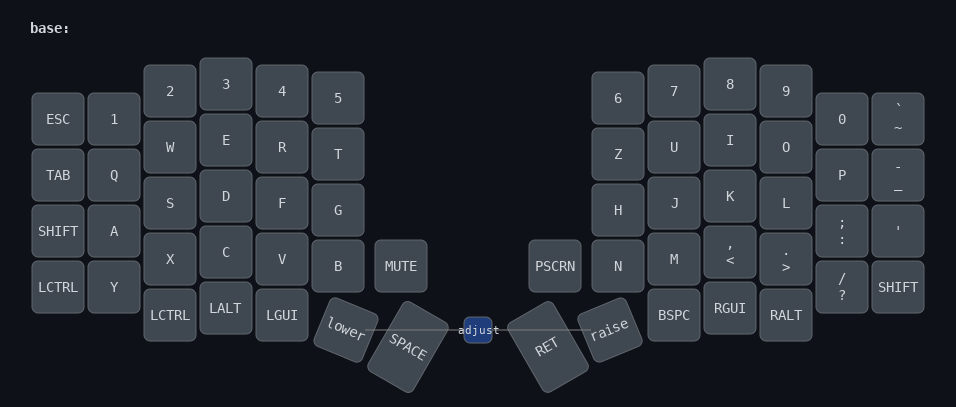 base:
ESC 1 2 3 4 5 6 7 8 9 0 ` ~
TAB Q W E R T Z U I O P - _
SHIFT A S D F G H J K L ; : '
LCTRL Y X C V B MUTE PSCRN N M , < . > / ? SHIFT
LCTRL LALT LGUI lower SPACE adjust RET raise BSPC RGUI RALT